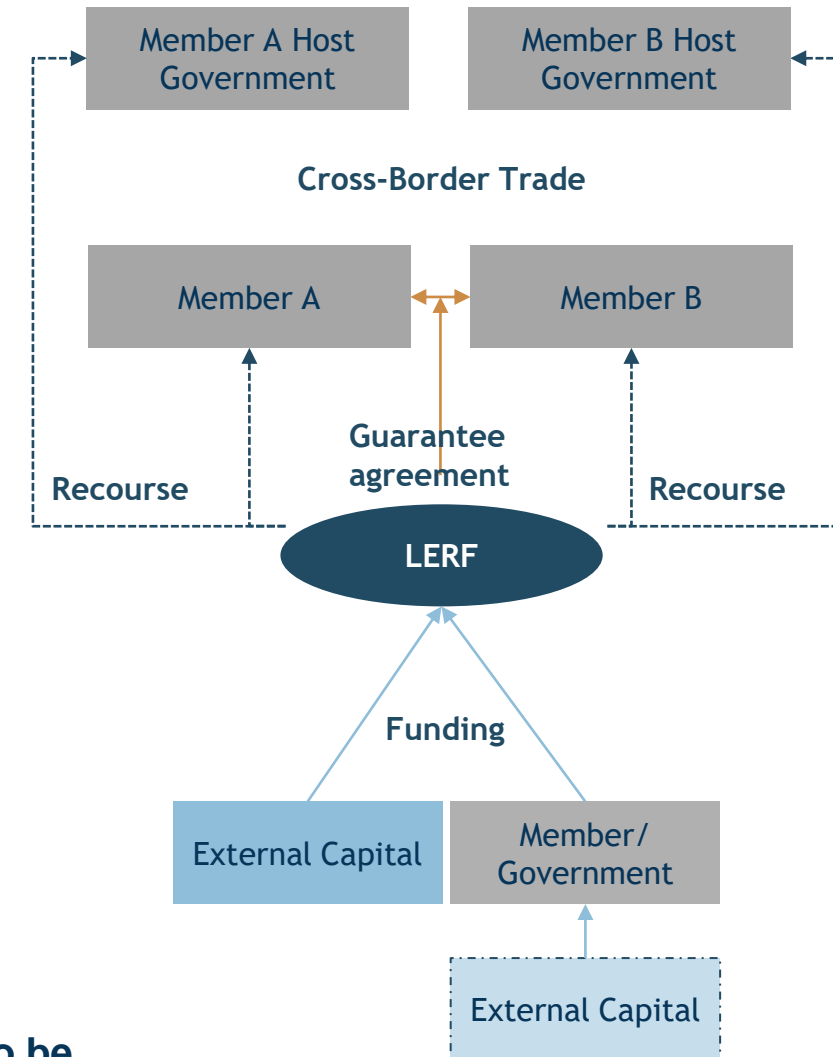 Member A Host
Government
Member B Host
Government
Cross-Border Trade
Member A
Member B
Guarantee
agreement
Recourse
Recourse
LERF
Funding
External Capital
Member/
Government
External Capital
o be